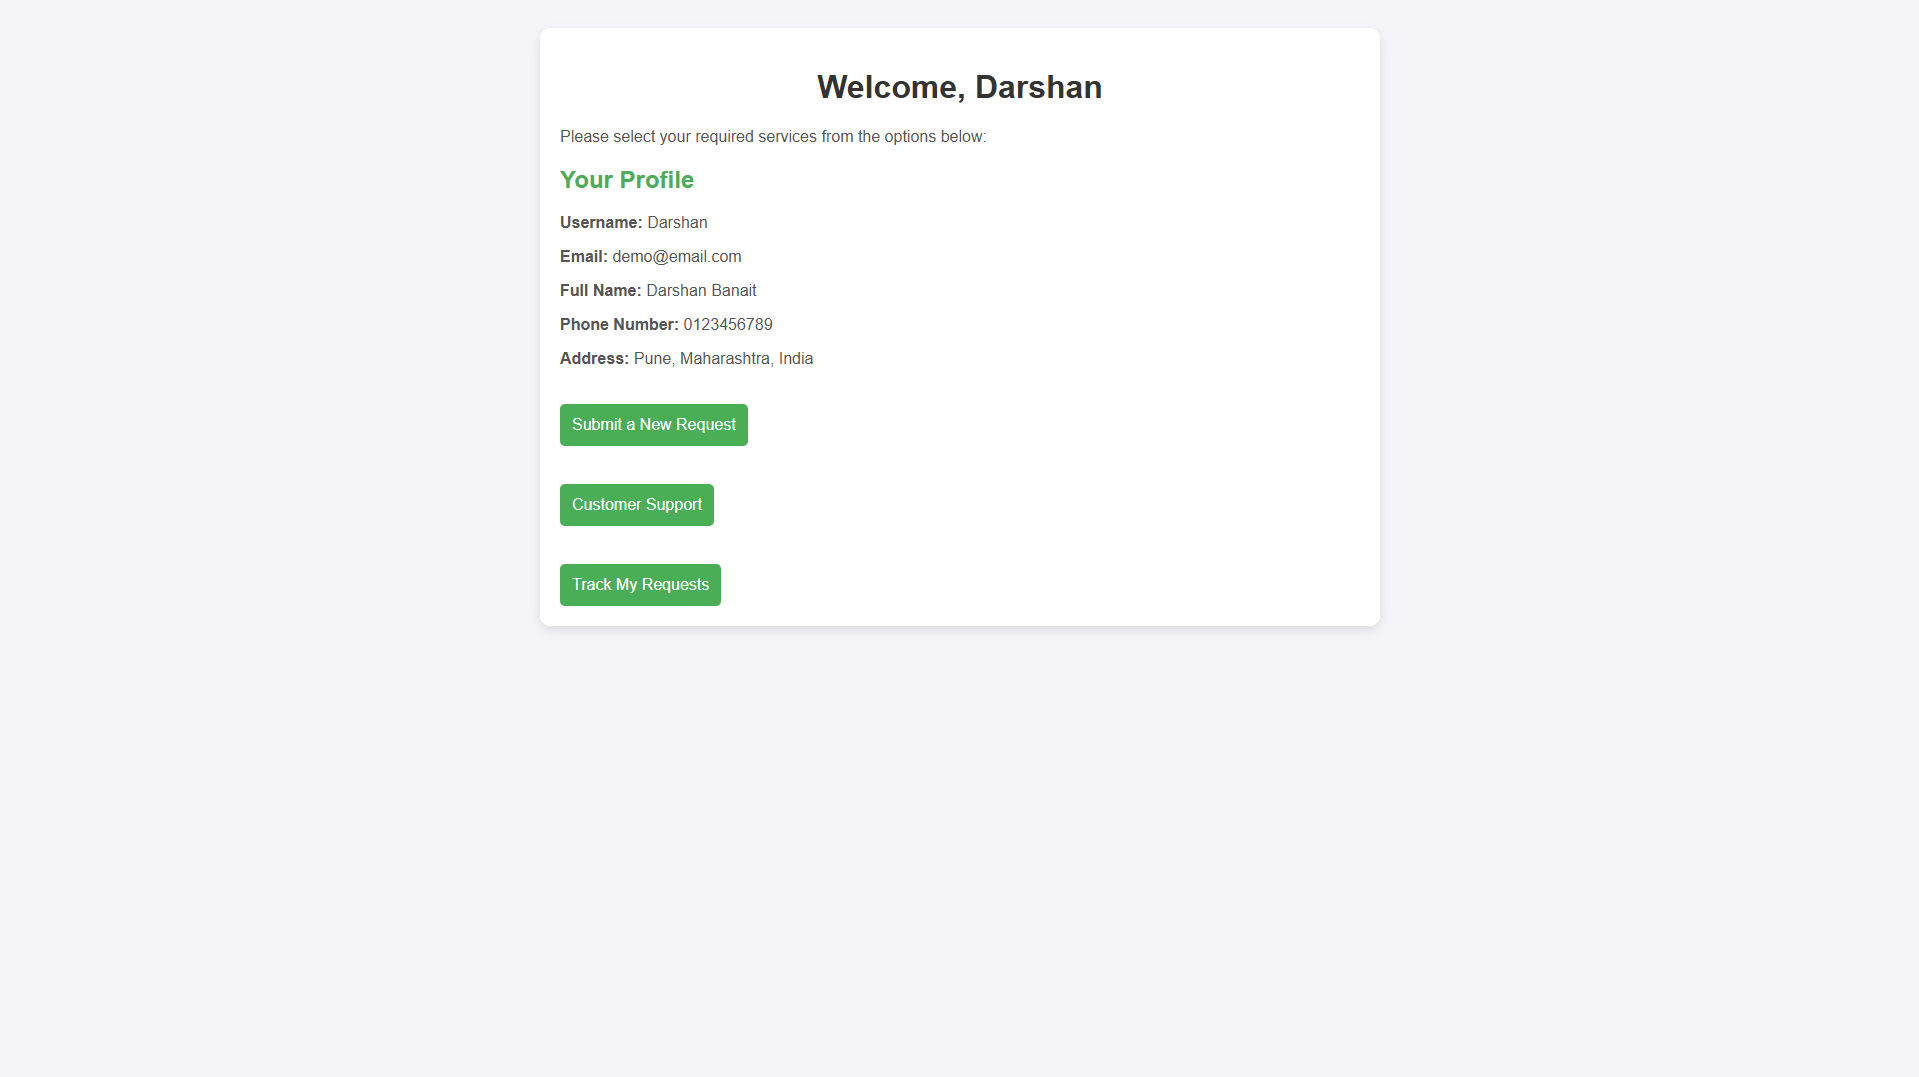 Welcome, Darshan
Please select your required services from the options below:
Your Profile
Username: Darshan
Email: demo@email.com
Full Name: Darshan Banait
Phone Number: 0123456789
Address: Pune, Maharashtra, India
Submit a New Request
Customer Support
Track My Requests